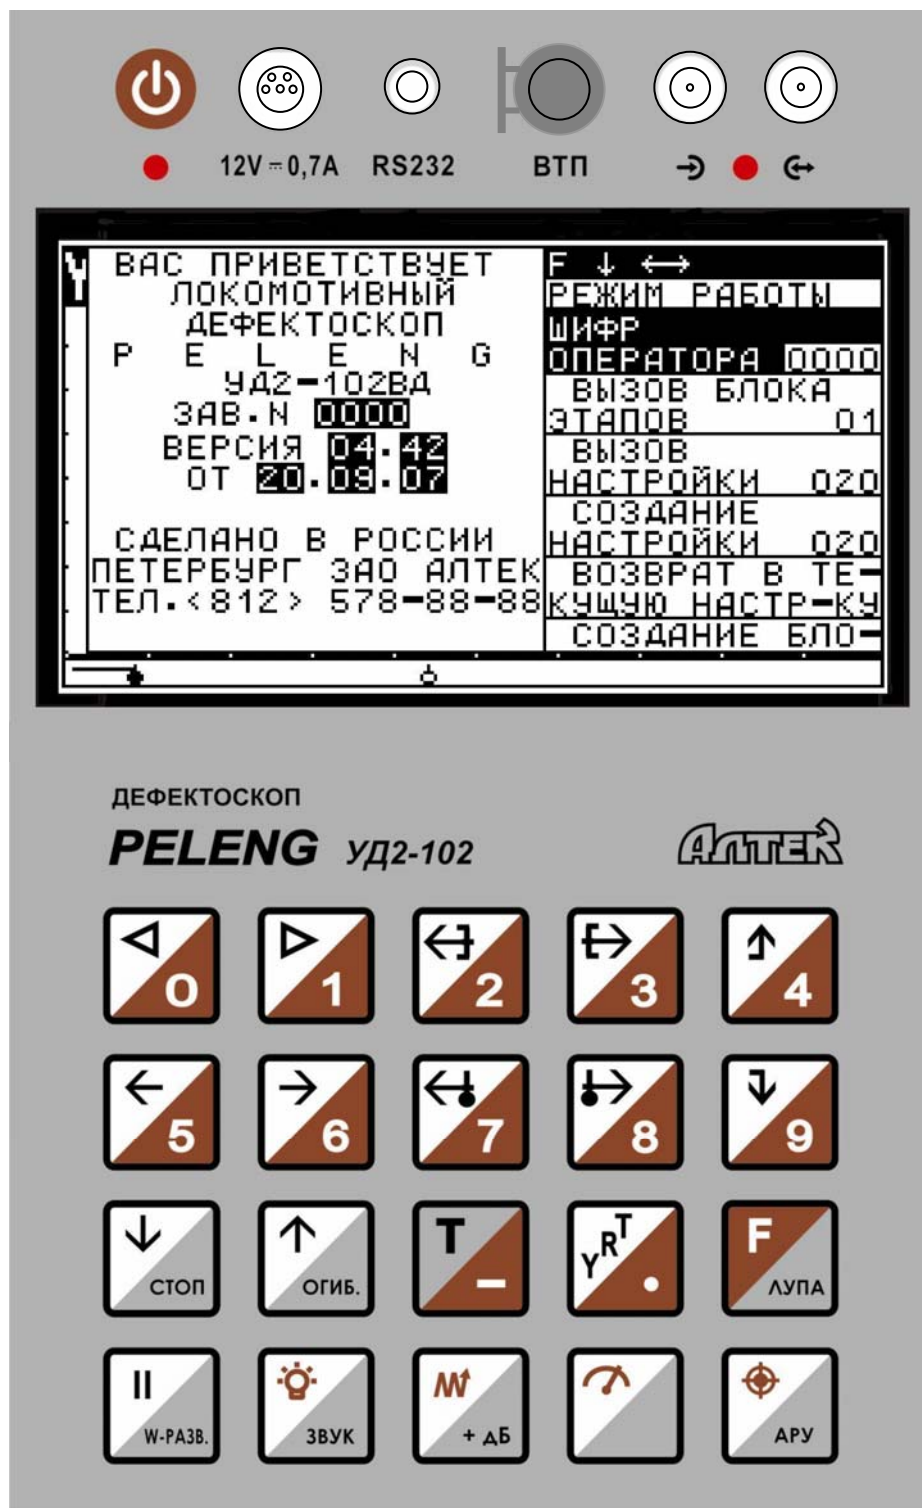 12V⎓0,7A RS232 ВТП
Y
T
ВАС ПРИВЕТСТВУЕТ
ЛОКОМОТИВНЫЙ
ДЕФЕКТОСКОП
P E L E N G
УД2-102ВД
ЗАВ.N 0000
ВЕРСИЯ 04.42
ОТ 20.09.07
СДЕЛАНО В РОССИИ
ПЕТЕРБУРГ ЗАО АЛТЕК
ТЕЛ.<812> 578-88-88
F ↓ ↔
РЕЖИМ РАБОТЫ
ШИФР
ОПЕРАТОРА 0000
ВЫЗОВ БЛОКА
ЭТАПОВ 01
ВЫЗОВ
НАСТРОЙКИ 020
СОЗДАНИЕ
НАСТРОЙКИ 020
ВОЗВРАТ В ТЕ-
КУЩУЮ НАСТР-КУ
СОЗДАНИЕ БЛО-
ДЕФЕКТОСКОП
PELENG УД2-102 АЛТЕК
0 1 2 3 4
5 6 7 8 9
СТОП ОГИБ. T – YRT . F ЛУПА
II W-РАЗВ. ЗВУК + дБ АРУ